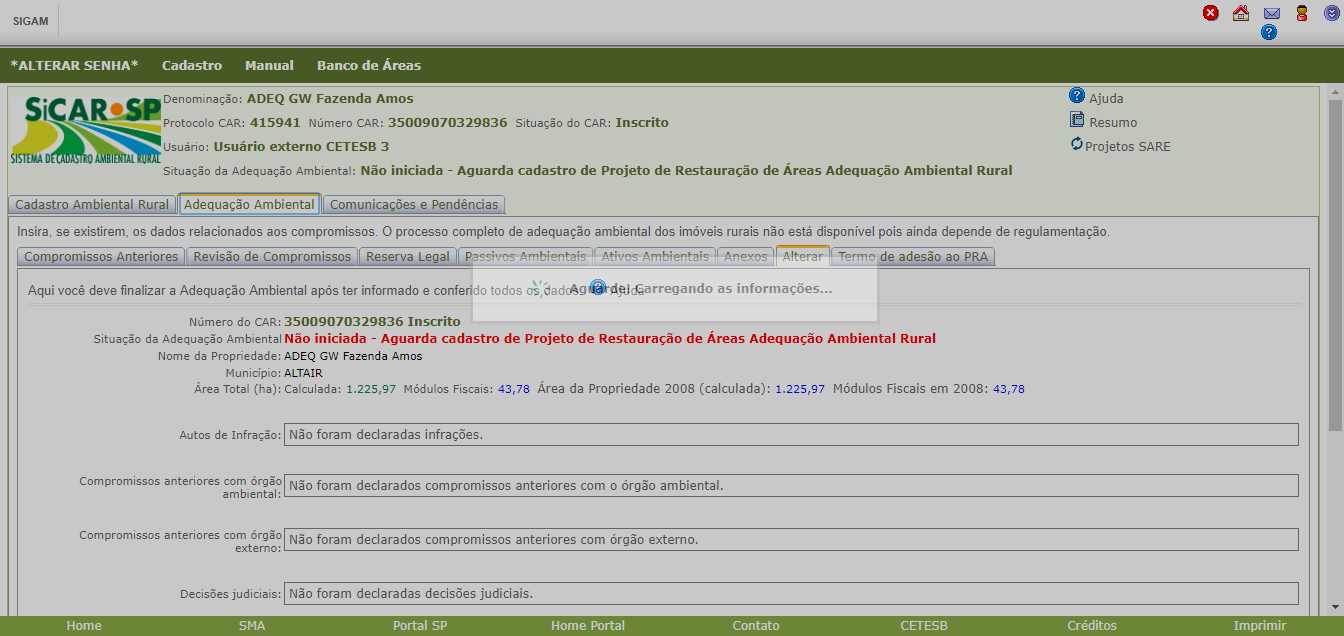 SIGAM
*ALTERAR SENHA* Cadastro Manual Banco de Áreas
SiCAR SP
SISTEMA DE CADASTRO AMBIENTAL RURAL
Denominação: ADEQ GW Fazenda Amos
Protocolo CAR: 415941 Número CAR: 35009070329836 Situação do CAR: Inscrito
Usuário: Usuário externo CETESB 3
Situação da Adequação Ambiental: Não iniciada - Aguarda cadastro de Projeto de Restauração de Áreas Adequação Ambiental Rural
Ajuda
Resumo
Projetos SARE
Cadastro Ambiental Rural Adequação Ambiental Comunicações e Pendências
Insira, se existirem, os dados relacionados aos compromissos. O processo completo de adequação ambiental dos imóveis rurais não está disponível pois ainda depende de regulamentação.
Compromissos Anteriores Revisão de Compromissos Reserva Legal Passivos Ambientais Ativos Ambientais Anexos Alterar Termo de adesão ao PRA
Aqui você deve finalizar a Adequação Ambiental após ter informado e conferido todos os dados. Ajuda
Aguarde! Carregando as informações...
Número do CAR: 35009070329836 Inscrito
Situação da Adequação Ambiental Não iniciada - Aguarda cadastro de Projeto de Restauração de Áreas Adequação Ambiental Rural
Nome da Propriedade: ADEQ GW Fazenda Amos
Município: ALTAIR
Área Total (ha): Calculada: 1.225,97 Módulos Fiscais: 43,78 Área da Propriedade 2008 (calculada): 1.225,97 Módulos Fiscais em 2008: 43,78
Autos de Infração: Não foram declaradas infrações.
Compromissos anteriores com órgão
ambiental: Não foram declarados compromissos anteriores com o órgão ambiental.
Compromissos anteriores com órgão
externo: Não foram declarados compromissos anteriores com órgão externo.
Decisões judiciais: Não foram declaradas decisões judiciais.
Home SMA Portal SP Home Portal Contato CETESB Créditos Imprimir